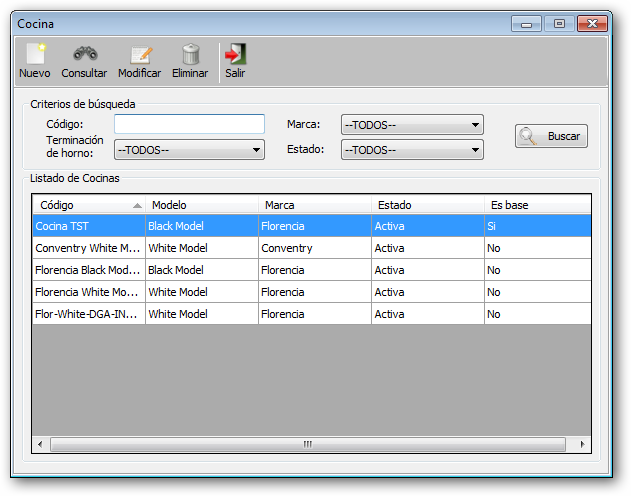 Cocina
Nuevo Consultar Modificar Eliminar Salir
Criterios de búsqueda
Código: Marca: --TODOS--
Terminación de horno: --TODOS-- Estado: --TODOS-- Buscar
Listado de Cocinas
Código Modelo Marca Estado Es base
Cocina TST Black Model Florencia Activa Si
Conventry White M... White Model Conventry Activa No
Florencia Black Mod... Black Model Florencia Activa No
Florencia White Mo... White Model Florencia Activa No
Flor-White-DGA-IN... White Model Florencia Activa No